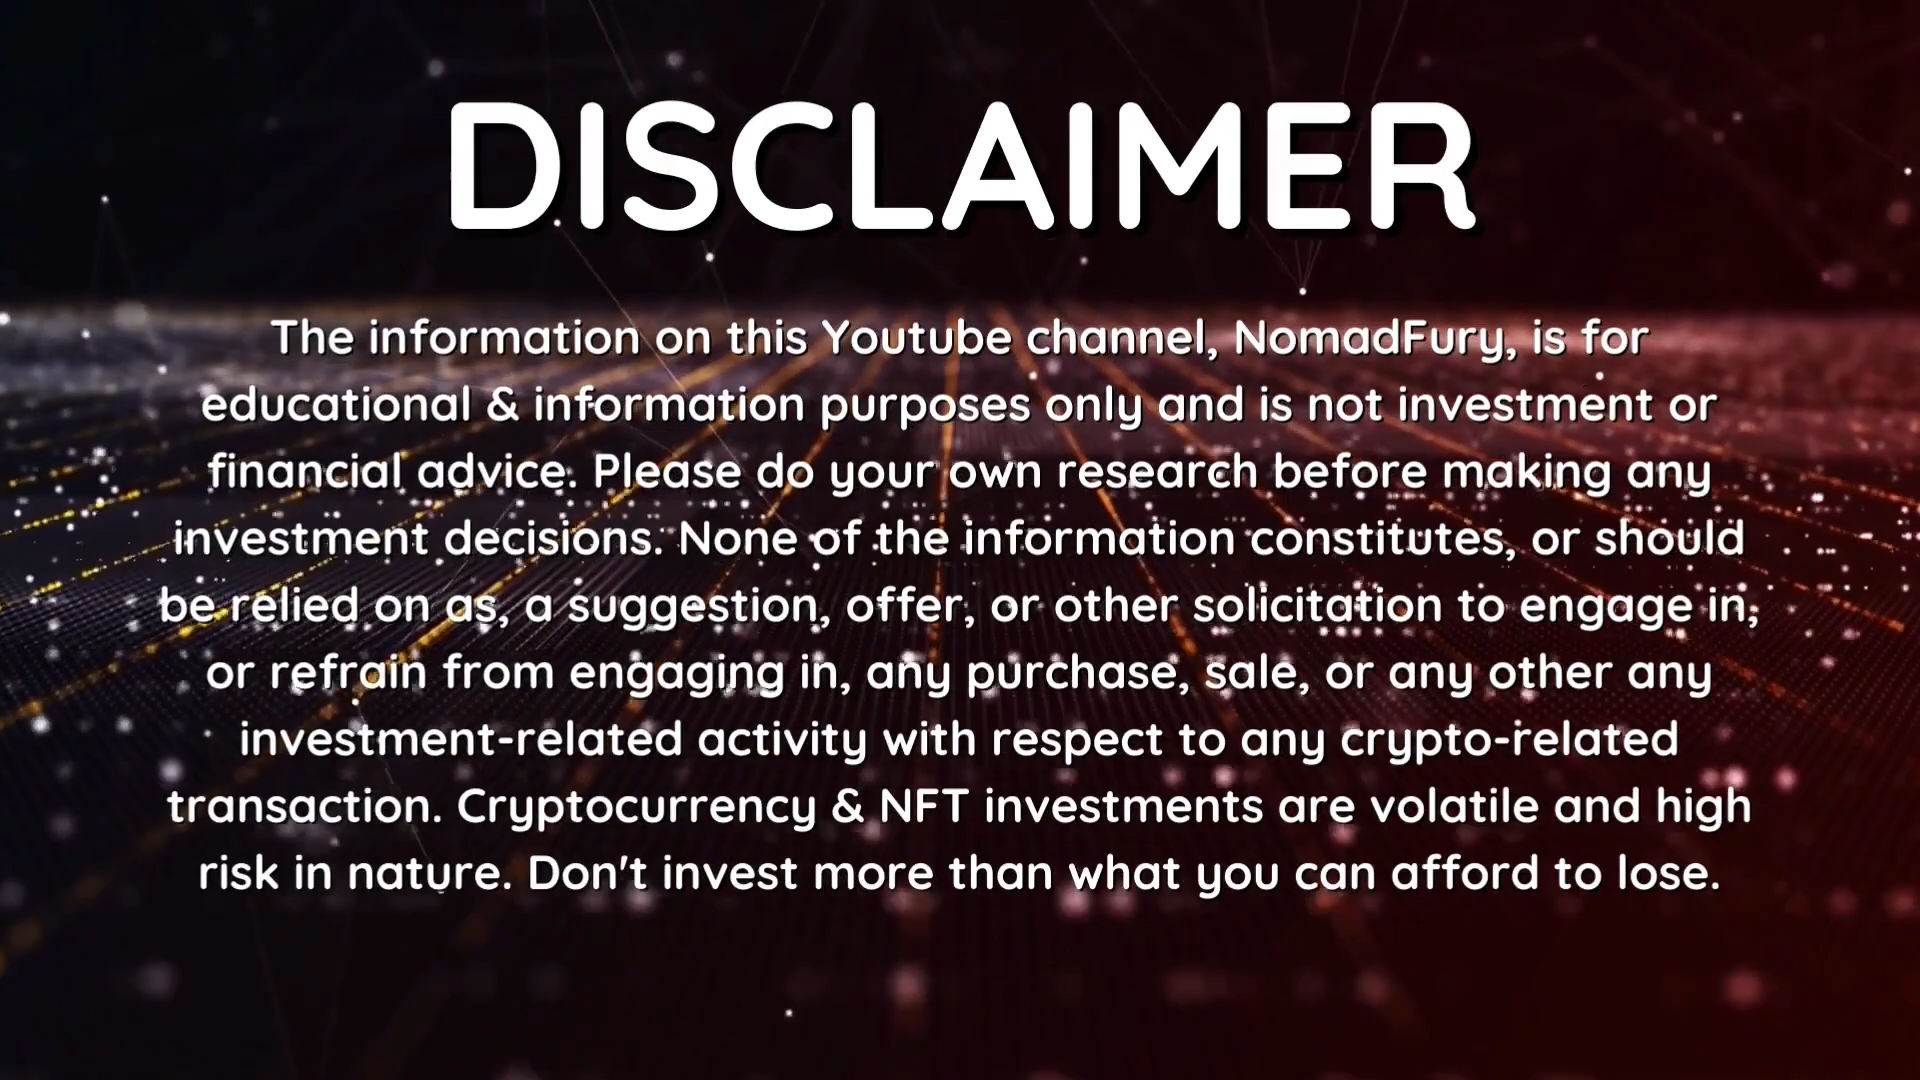 DISCLAIMER
The information on this Youtube channel, NomadFury, is for
educational & information purposes only and is not investment or
financial advice. Please do your own research before making any
investment decisions. None of the information constitutes, or should
be relied on as, a suggestion, offer, or other solicitation to engage in,
or refrain from engaging in, any purchase, sale, or any other any
investment-related activity with respect to any crypto-related
transaction. Cryptocurrency & NFT investments are volatile and high
risk in nature. Don't invest more than what you can afford to lose.